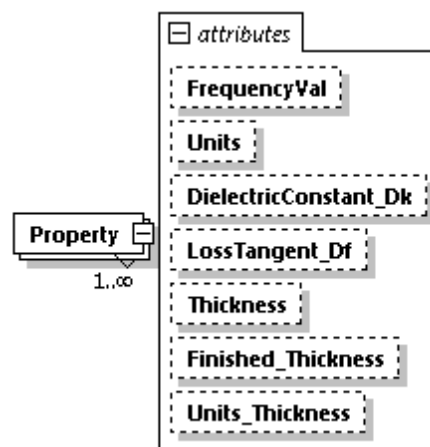 attributes
FrequencyVal
Units
DielectricConstant_Dk
Property
LossTangent_Df
1..∞
Thickness
Finished_Thickness
Units_Thickness